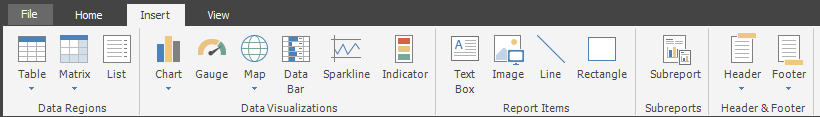 File Home Insert View
Table Matrix List Chart Gauge Map Data Bar Sparkline Indicator Text Box Image Line Rectangle Subreport Header Footer
Data Regions Data Visualizations Report Items Subreports Header & Footer